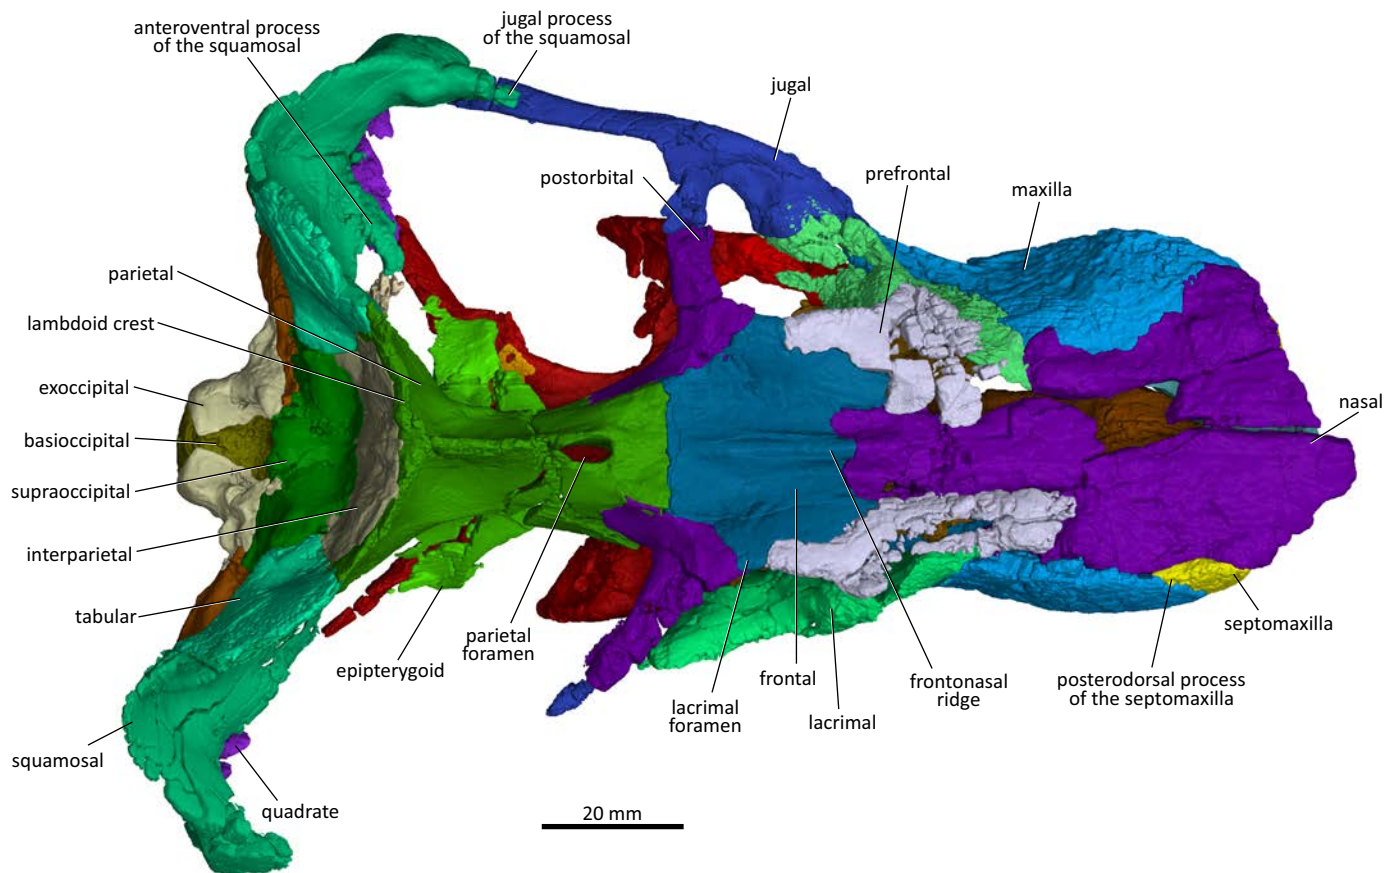 anteroventral process
of the squamosal
jugal process
of the squamosal
jugal
postorbital
prefrontal
maxilla
parietal
lambdoid crest
exoccipital
basioccipital
supraoccipital
interparietal
tabular
squamosal
quadrate
epipterygoid
parietal
foramen
lacrimal
foramen
frontal
lacrimal
frontonasal
ridge
posterodorsal process
of the septomaxilla
septomaxilla
nasal
20 mm